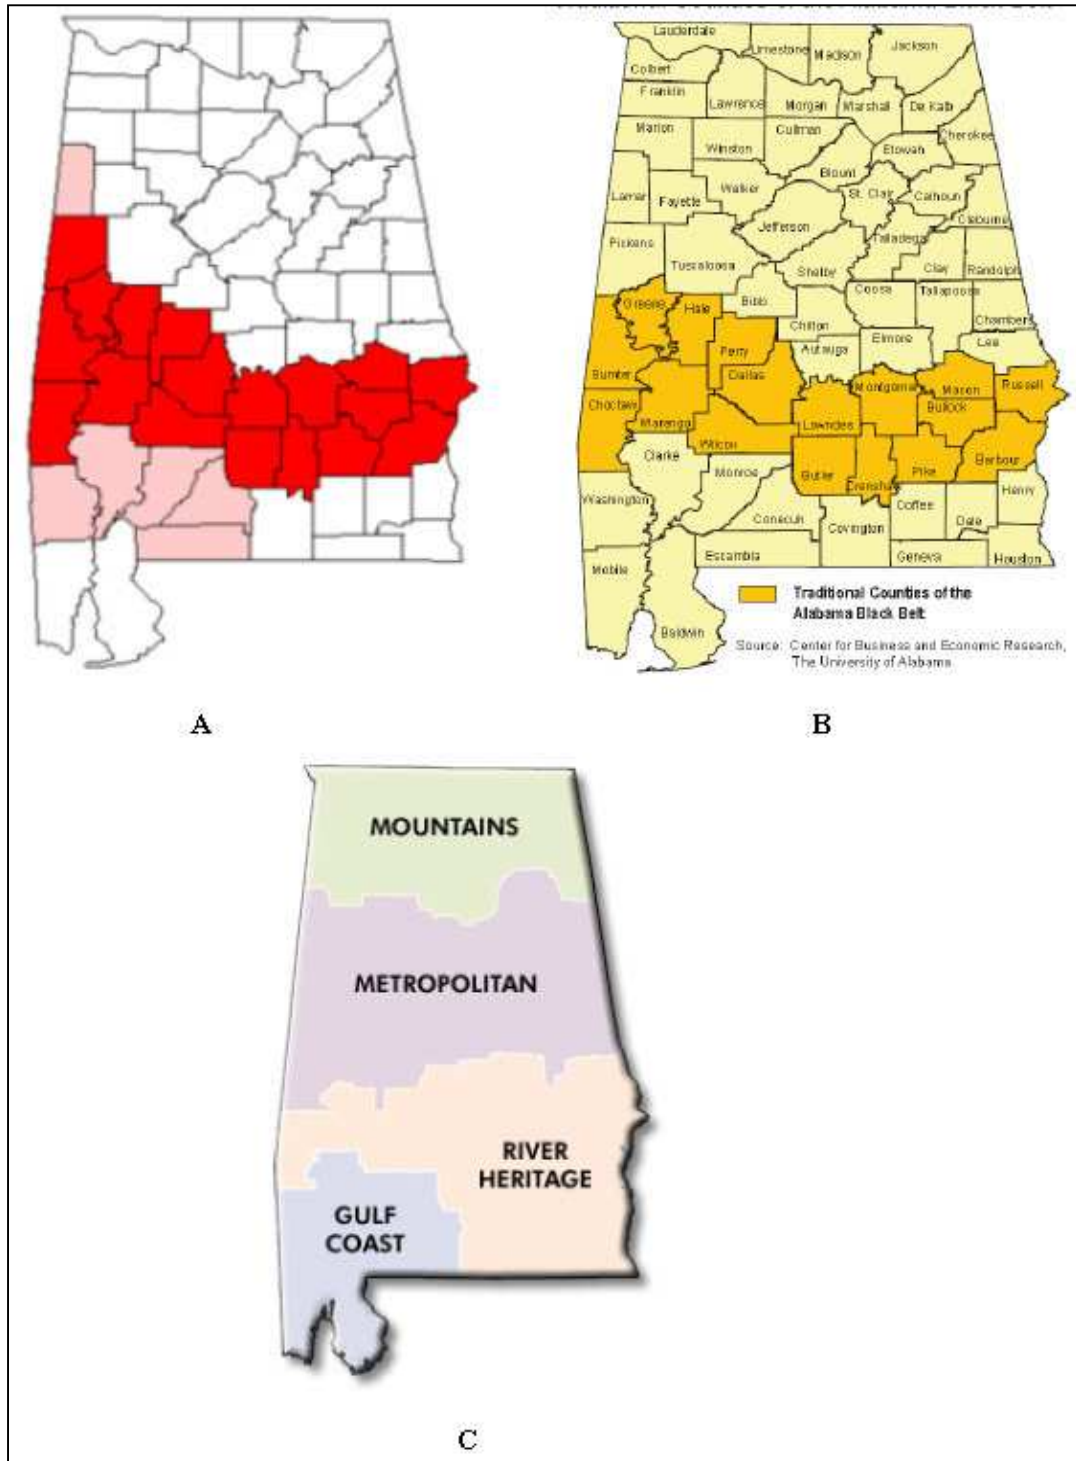 Lauderdale
Limestone
Madison
Jackson
Colbert
Franklin
Lawrence
Morgan
Marshall
De Kalb
Marion
Winston
Cullman
Cherokee
Etowah
Blount
Lamar
Fayette
Walker
St. Clair
Calhoun
Cleburne
Jefferson
Talladega
Pickens
Tuscaloosa
Shelby
Clay
Randolph
Greene
Hale
Bibb
Coosa
Tallapoosa
Chilton
Chambers
Perry
Autauga
Elmore
Lee
Sumter
Dallas
Montgomer
Macon
Russell
Choctaw
Marengo
Lowndes
Bullock
Wilcox
Clarke
Monroe
Butler
Crenshaw
Pike
Barbour
Washington
Conecuh
Covington
Coffee
Dale
Henry
Mobile
Escambia
Geneva
Houston
Baldwin
Traditional Counties of the
Alabama Black Belt
Source: Center for Business and Economic Research,
The University of Alabama
A
B
MOUNTAINS
METROPOLITAN
RIVER
HERITAGE
GULF
COAST
C